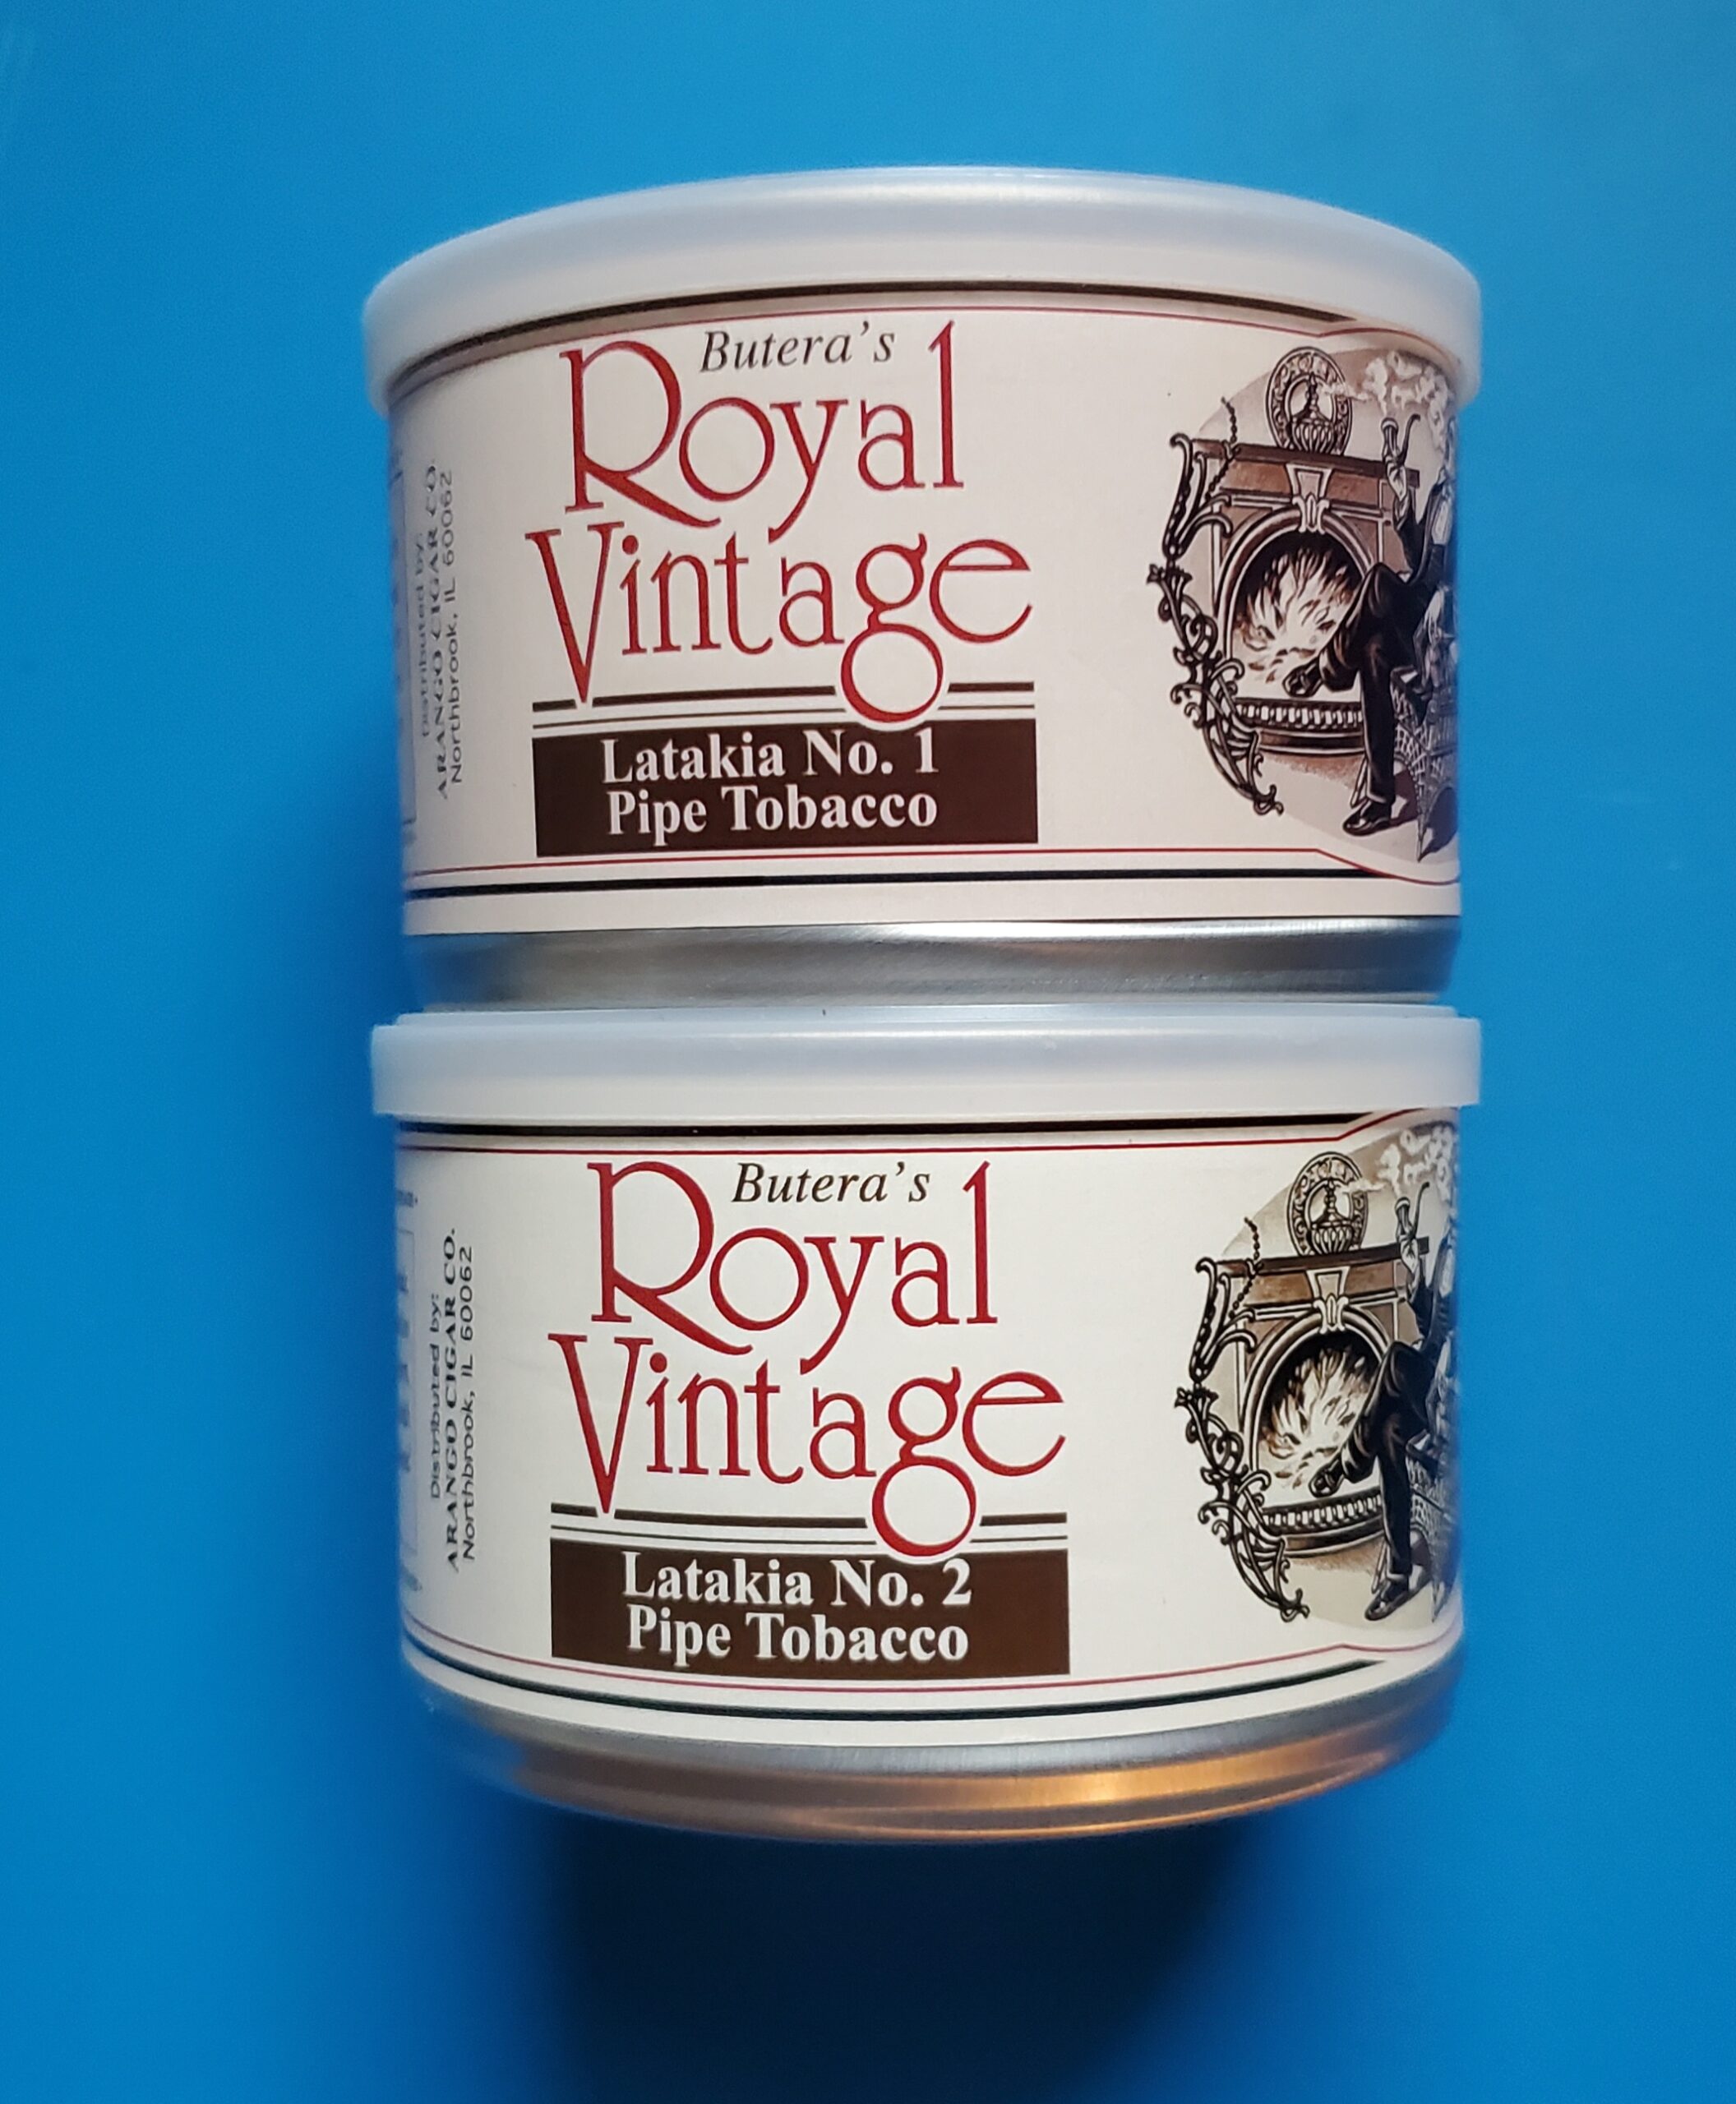 Butera's
Royal
Vintage
Latakia No. 1
Pipe Tobacco
Distributed by:
ARANGO CIGAR CO.
Northbrook, IL 60062
Butera's
Royal
Vintage
Latakia No. 2
Pipe Tobacco
Distributed by:
ARANGO CIGAR CO.
Northbrook, IL 60062